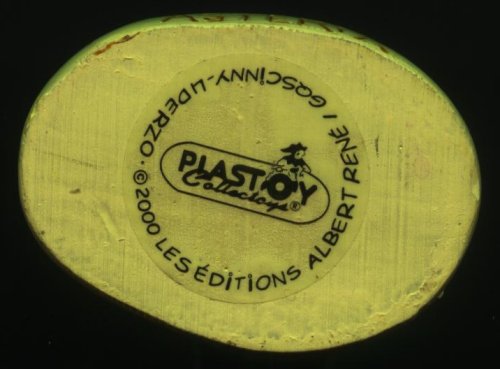 PLASTOY
Collectoys®
©2000 LES ÉDITIONS ALBERT RENÉ / GOSCINNY-UDERZO.